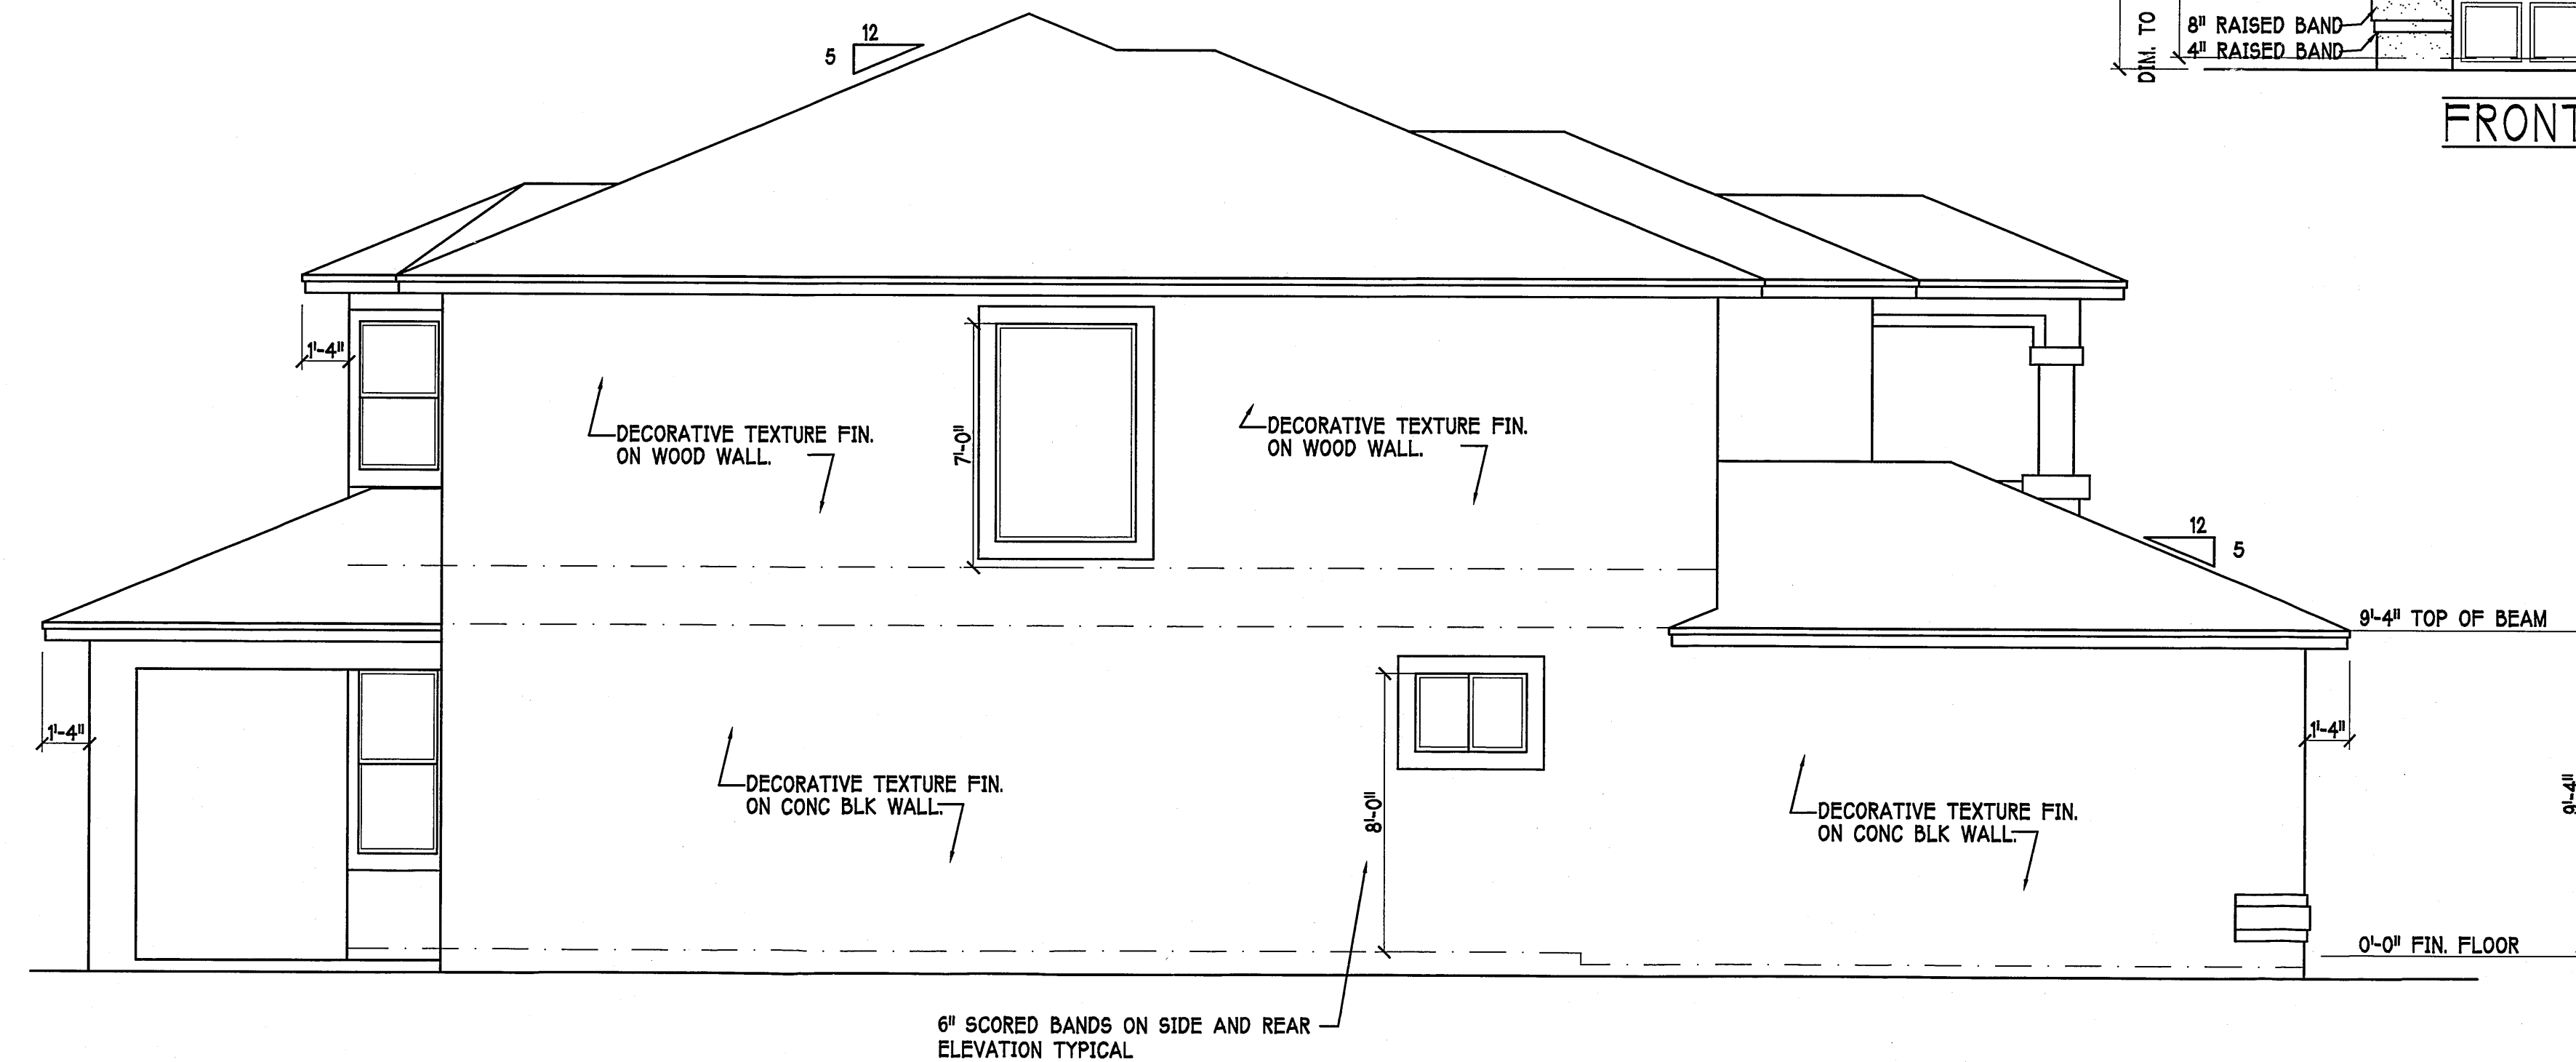 12
5
8" RAISED BAND
4" RAISED BAND
DIM. TO
FRONT
1'-4"
DECORATIVE TEXTURE FIN.
ON WOOD WALL.
7'-0"
DECORATIVE TEXTURE FIN.
ON WOOD WALL.
12
5
9'-4" TOP OF BEAM
1'-4"
1'-4"
DECORATIVE TEXTURE FIN.
ON CONC BLK WALL.
8'-0"
DECORATIVE TEXTURE FIN.
ON CONC BLK WALL.
9'-4"
0'-0" FIN. FLOOR
6" SCORED BANDS ON SIDE AND REAR
ELEVATION TYPICAL